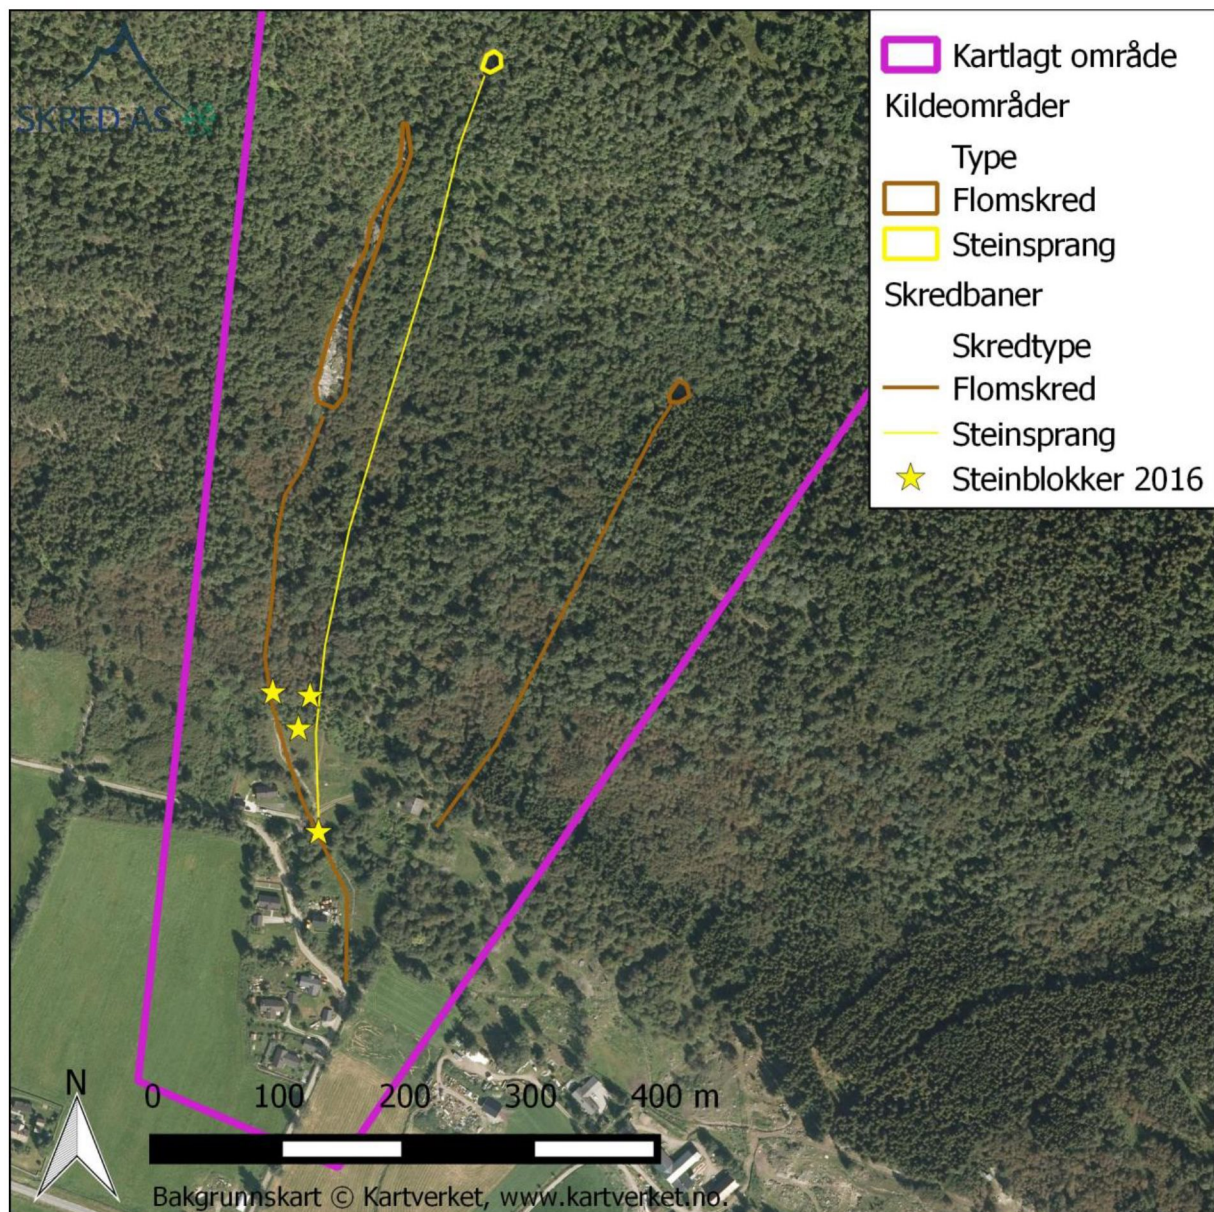 SKRED AS
Kartlagt område
Kildeområder
Type
Flomskred
Steinsprang
Skredbaner
Skredtype
Flomskred
Steinsprang
Steinblokker 2016
N
0 100 200 300 400 m
Bakgrunnskart © Kartverket, www.kartverket.no.